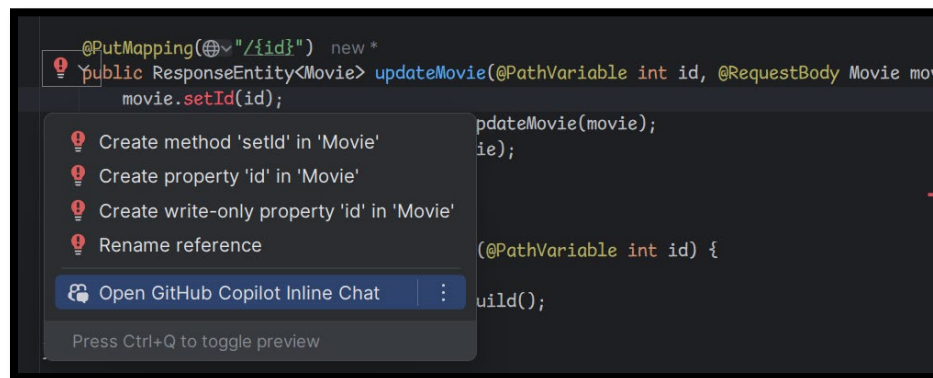 @PutMapping("/{id}") new *
public ResponseEntity<Movie> updateMovie(@PathVariable int id, @RequestBody Movie
movie.setId(id);
pdateMovie(movie);
Create method 'setId' in 'Movie'
ie);
Create property 'id' in 'Movie'
Create write-only property 'id' in 'Movie'
Rename reference
(@PathVariable int id) {
Open GitHub Copilot Inline Chat
uild();
Press Ctrl+Q to toggle preview